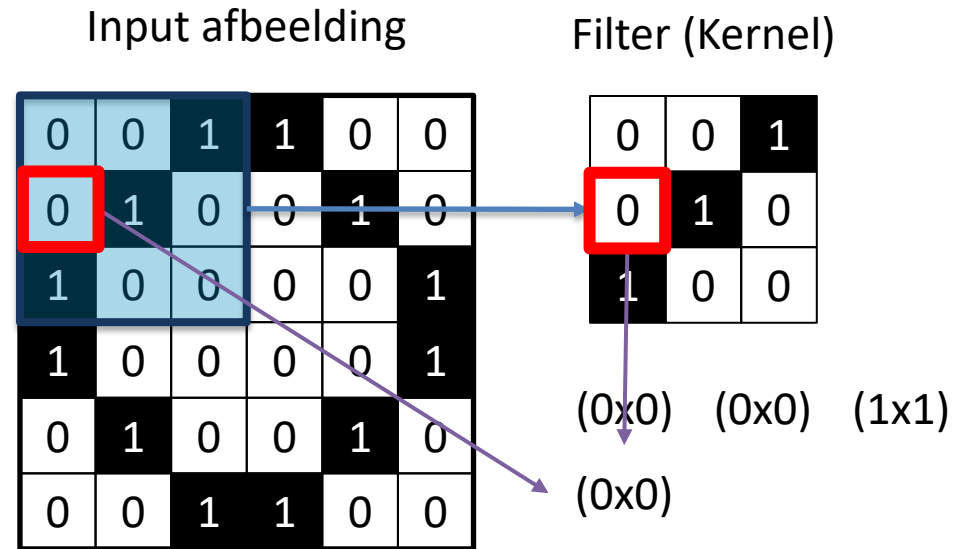 Input afbeelding
Filter (Kernel)
0 0 1 1 0 0
0 1 0 0 1 0
1 0 0 0 0 1
1 0 0 0 0 1
0 1 0 0 1 0
0 0 1 1 0 0
0 0 1
0 1 0
1 0 0
(0x0) (0x0) (1x1)
(0x0)